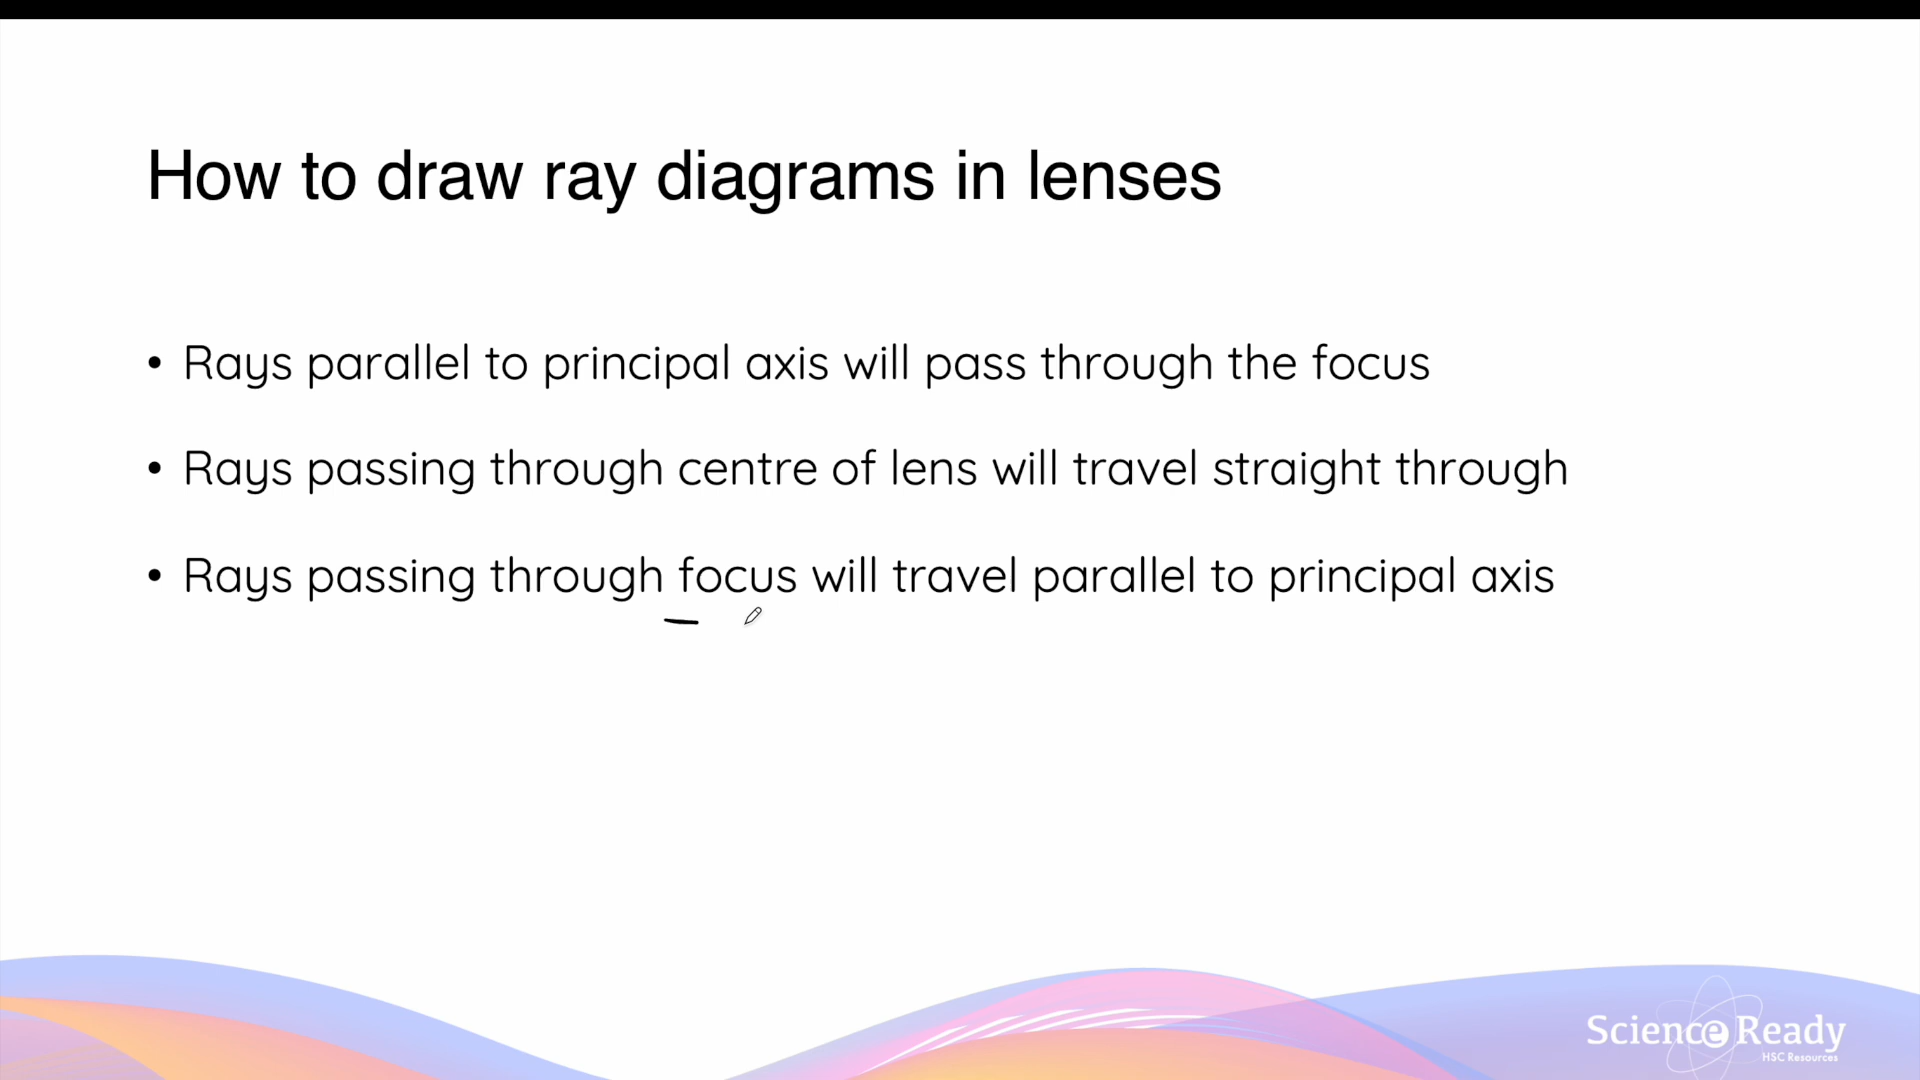 How to draw ray diagrams in lenses
• Rays parallel to principal axis will pass through the focus
• Rays passing through centre of lens will travel straight through
• Rays passing through focus will travel parallel to principal axis
Science Ready
HSC Resources